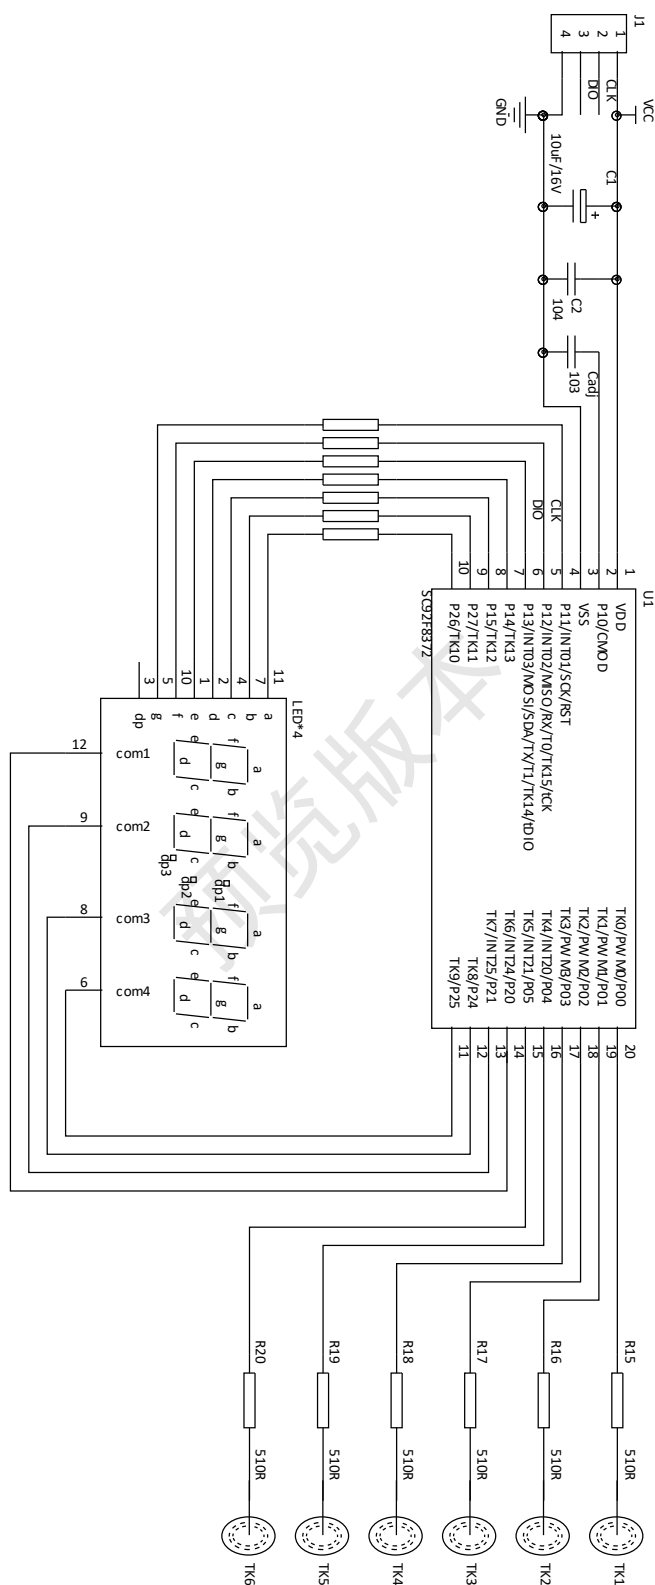 J1
1
2
3
4
CLK
DIO
VCC
GND
C1
10uF/16V
+
C2
104
Cadj
103
CLK
DIO
U1
SC92F8372
1
2
3
4
5
6
7
8
9
10
VDD
P10/CMOD
VSS
P11/INT01/SCK/RST
P12/INT02/MISO/RX/T0/TK15/tCK
P13/INT03/MOSI/SDA/TX/T1/TK14/tDIO
P14/TK13
P15/TK12
P27/TK11
P26/TK10
TK0/PWM0/P00
TK1/PWM1/P01
TK2/PWM2/P02
TK3/PWM3/P03
TK4/INT20/P04
TK5/INT21/P05
TK6/INT24/P20
TK7/INT25/P21
TK8/P24
TK9/P25
20
19
18
17
16
15
14
13
12
11
LED*4
11
7
4
2
1
10
5
3
a
b
c
d
e
f
g
dp
12
9
8
6
com1
com2
com3
com4
a
b
c
d
e
f
g
a
b
c
d
e
f
g
dp1
dp2
dp3
a
b
c
d
e
f
g
a
b
c
d
e
f
g
R15
510R
TK1
R16
510R
TK2
R17
510R
TK3
R18
510R
TK4
R19
510R
TK5
R20
510R
TK6
预览版本